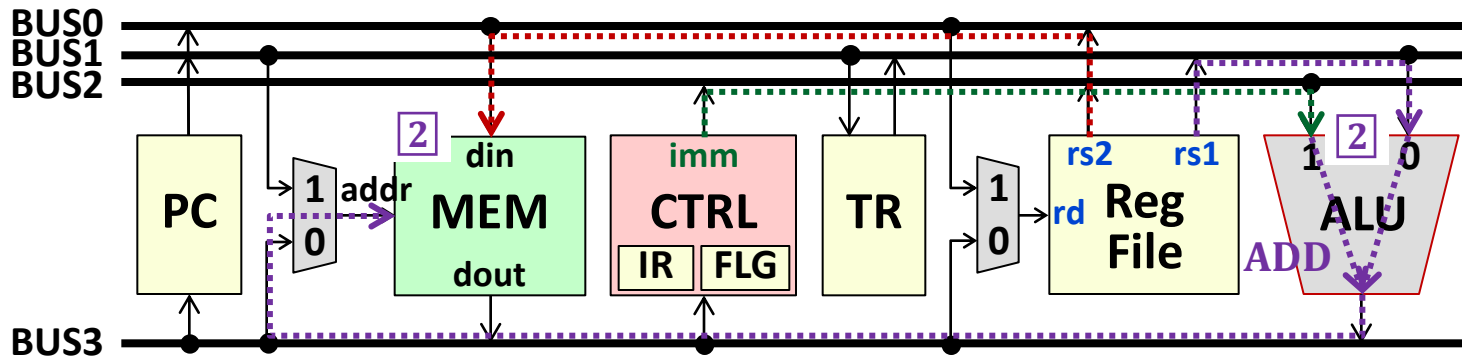 BUS0
BUS1
BUS2
2
din
imm
rs2 rs1
1 2 0
1 addr
0
PC
MEM
CTRL
TR
1
0
rd Reg
File
ALU
IR FLG
ADD
dout
BUS3